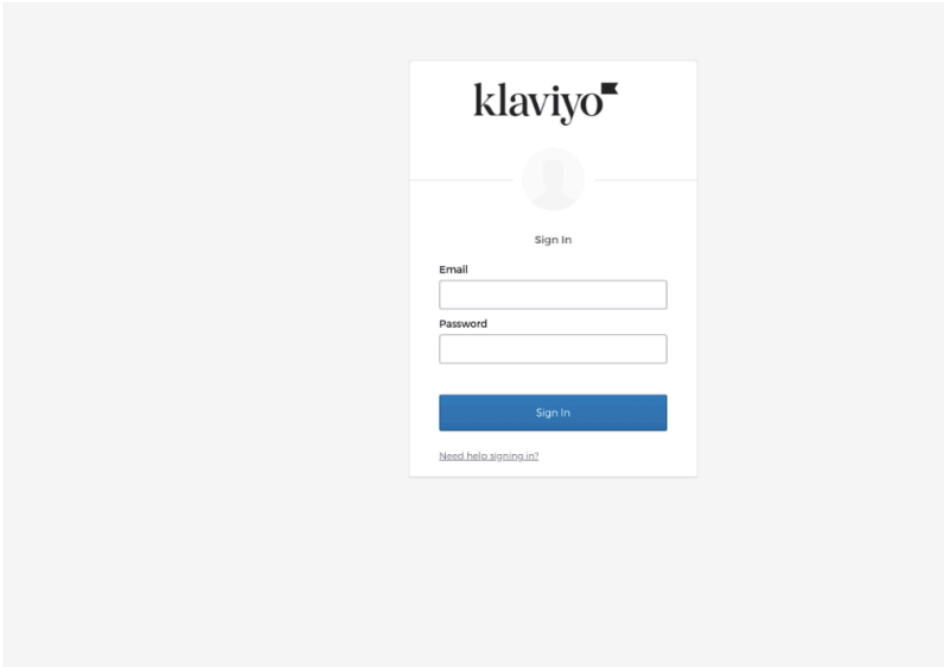 klaviyo
Sign In
Email
Password
Sign In
Need help signing in?